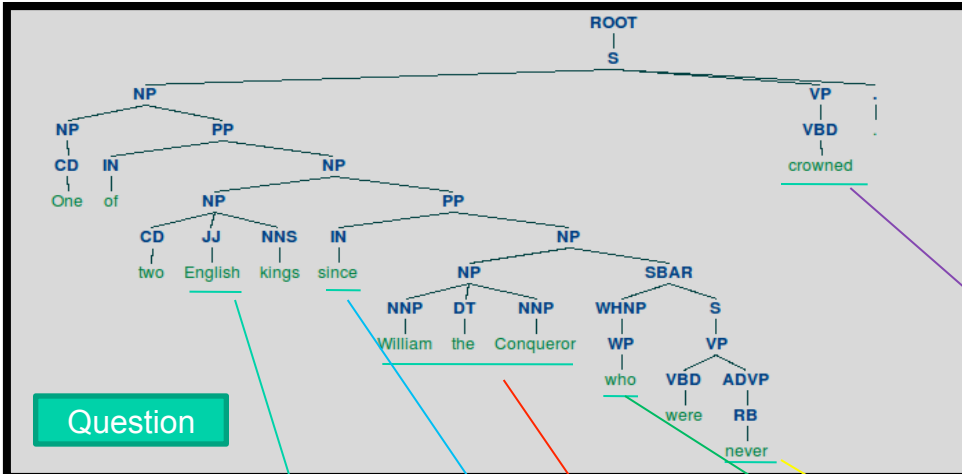 ROOT
S
NP VP .
NP PP VBD .
CD IN NP crowned
One of NP PP
CD JJ NNS IN NP
two English kings since NP SBAR
NNP DT NNP WHNP S
William the Conqueror WP VP
who VBD ADVP
were RB
never
Question